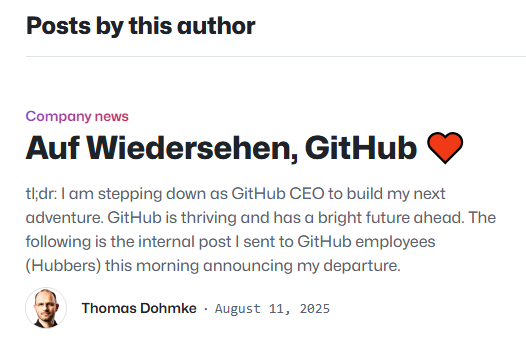 Posts by this author
Company news
Auf Wiedersehen, GitHub ❤️
tl;dr: I am stepping down as GitHub CEO to build my next
adventure. GitHub is thriving and has a bright future ahead. The
following is the internal post I sent to GitHub employees
(Hubbers) this morning announcing my departure.
Thomas Dohmke · August 11, 2025